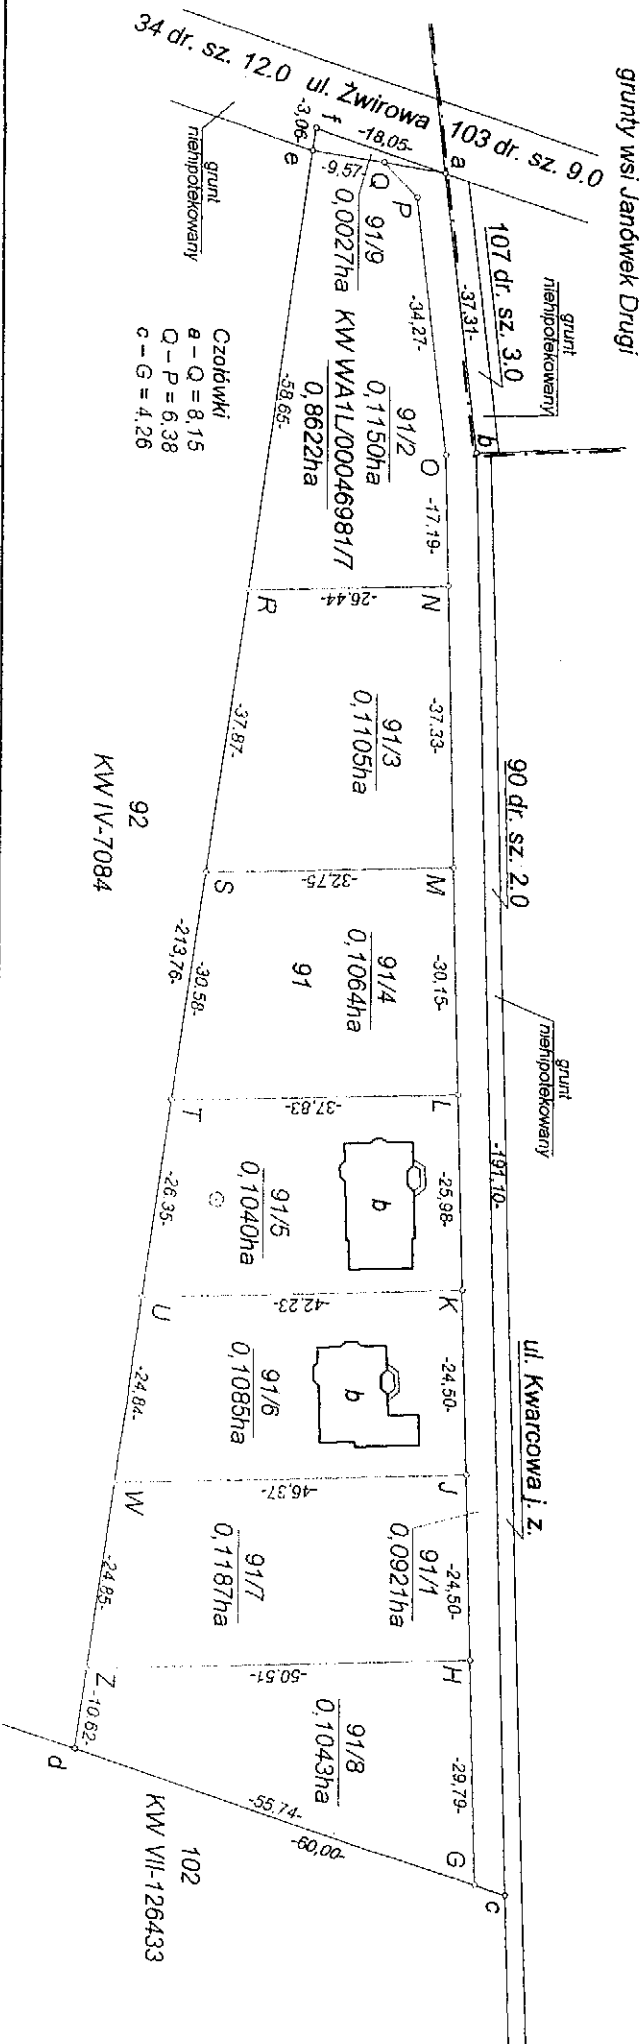 grunty wsi Janówek Drugi
34 dr. sz. 12.0 ul. Żwirowa 103 dr. sz. 9.0
107 dr. sz. 3.0
grunt
niehipotekowany
90 dr. sz. 2.0
grunt
niehipotekowany
ul. Kwarcowa j. z.
grunt
niehipotekowany
f
-18,05-
a
-3,06-
e
-9,57-
Q
P
-37,31-
b
-34,27-
O
-17,19-
N
-37.33-
M
-30,15-
L
-25,98-
K
-24,50-
J
-24,50-
H
-29,79-
G
c
-191,10-
91/9
0,0027ha
KW WA1L/00046981/7
0,8622ha
91/2
0,1150ha
-58,65-
-26,44-
R
91/3
0,1105ha
-37.87-
-32,75-
S
91/4
0,1064ha
91
-30.58-
-213,76-
-37,83-
T
b
91/5
0,1040ha
-26.35-
-42,23-
U
b
91/6
0,1085ha
-24,84-
-46,37-
W
91/1
0,0921ha
91/7
0,1187ha
-24,85-
-50,51-
Z
-10,62-
d
91/8
0,1043ha
-55,74-
-60,00-
Czołówki
a – Q = 8,15
Q – P = 6,38
c – G = 4,26
92
KW IV-7084
102
KW VII-126433